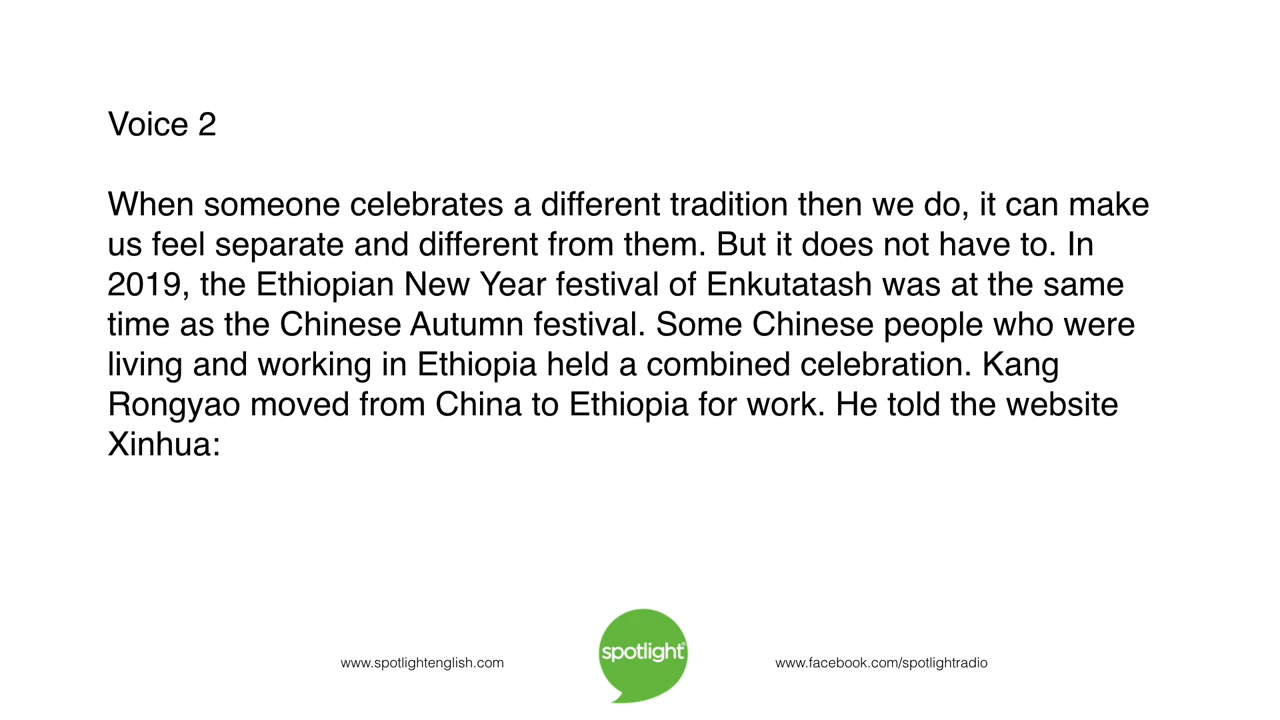 Voice 2
When someone celebrates a different tradition then we do, it can make
us feel separate and different from them. But it does not have to. In
2019, the Ethiopian New Year festival of Enkutatash was at the same
time as the Chinese Autumn festival. Some Chinese people who were
living and working in Ethiopia held a combined celebration. Kang
Rongyao moved from China to Ethiopia for work. He told the website
Xinhua:
www.spotlightenglish.com
spotlight
www.facebook.com/spotlightradio